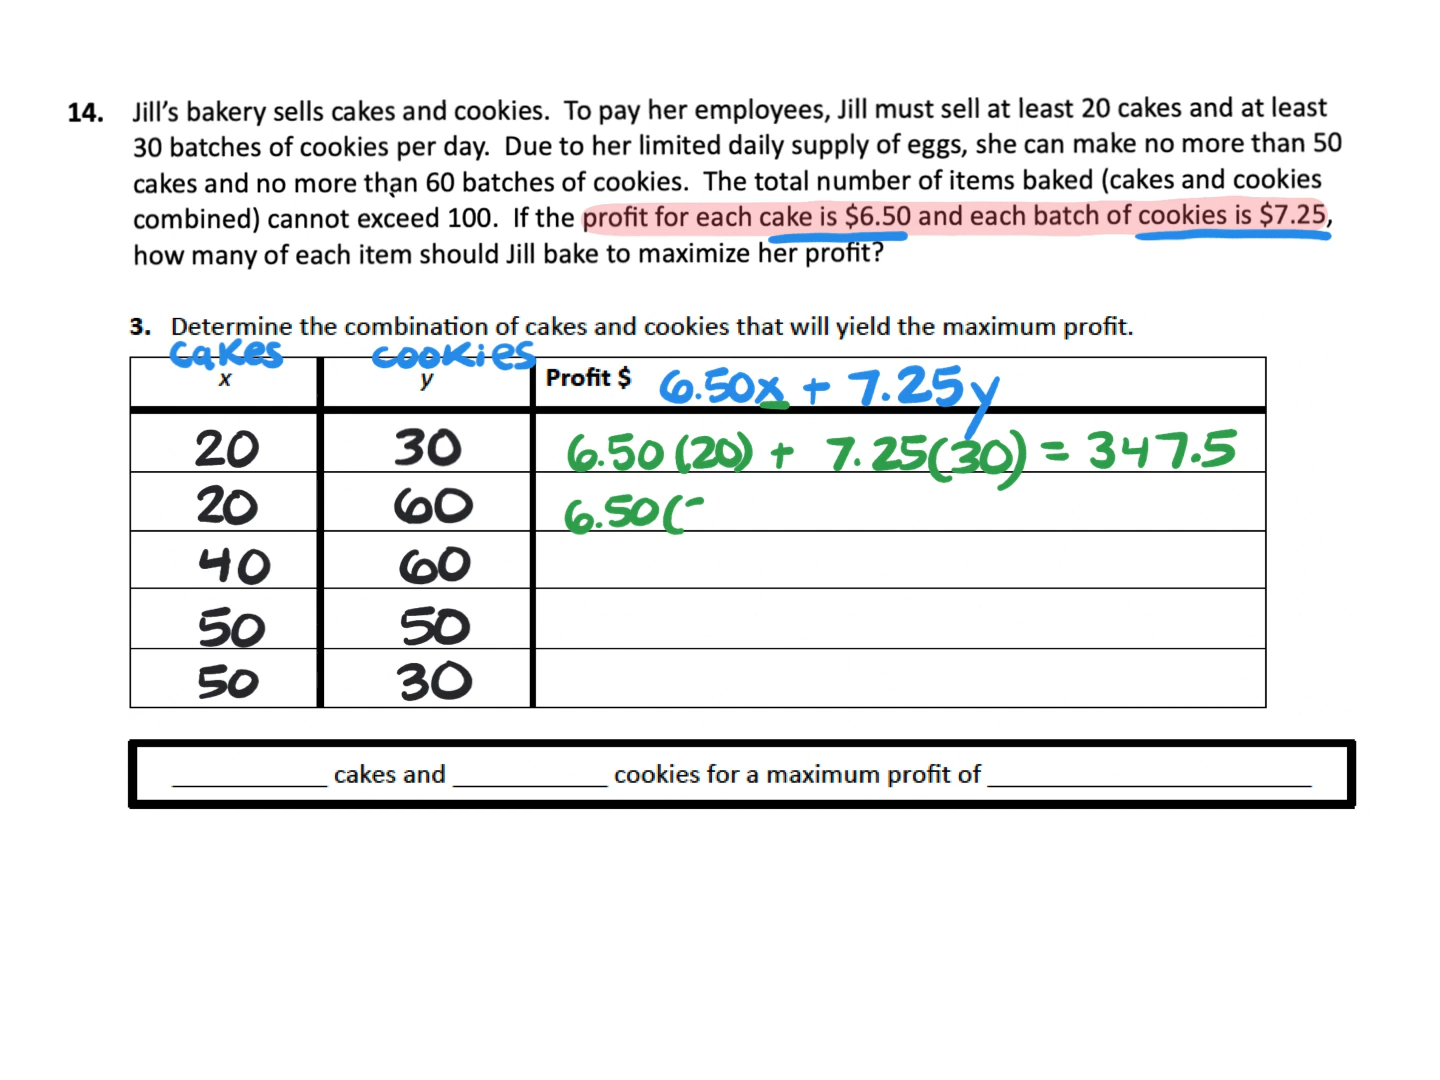 14. Jill's bakery sells cakes and cookies. To pay her employees, Jill must sell at least 20 cakes and at least
30 batches of cookies per day. Due to her limited daily supply of eggs, she can make no more than 50
cakes and no more than 60 batches of cookies. The total number of items baked (cakes and cookies
combined) cannot exceed 100. If the profit for each cake is $6.50 and each batch of cookies is $7.25,
how many of each item should Jill bake to maximize her profit?
3. Determine the combination of cakes and cookies that will yield the maximum profit.
cakes cookies
x y Profit $ 6.50x + 7.25y
20 30 6.50(20) + 7.25(30) = 347.5
20 60 6.50(
40 60
50 50
50 30
____ cakes and ____ cookies for a maximum profit of ____